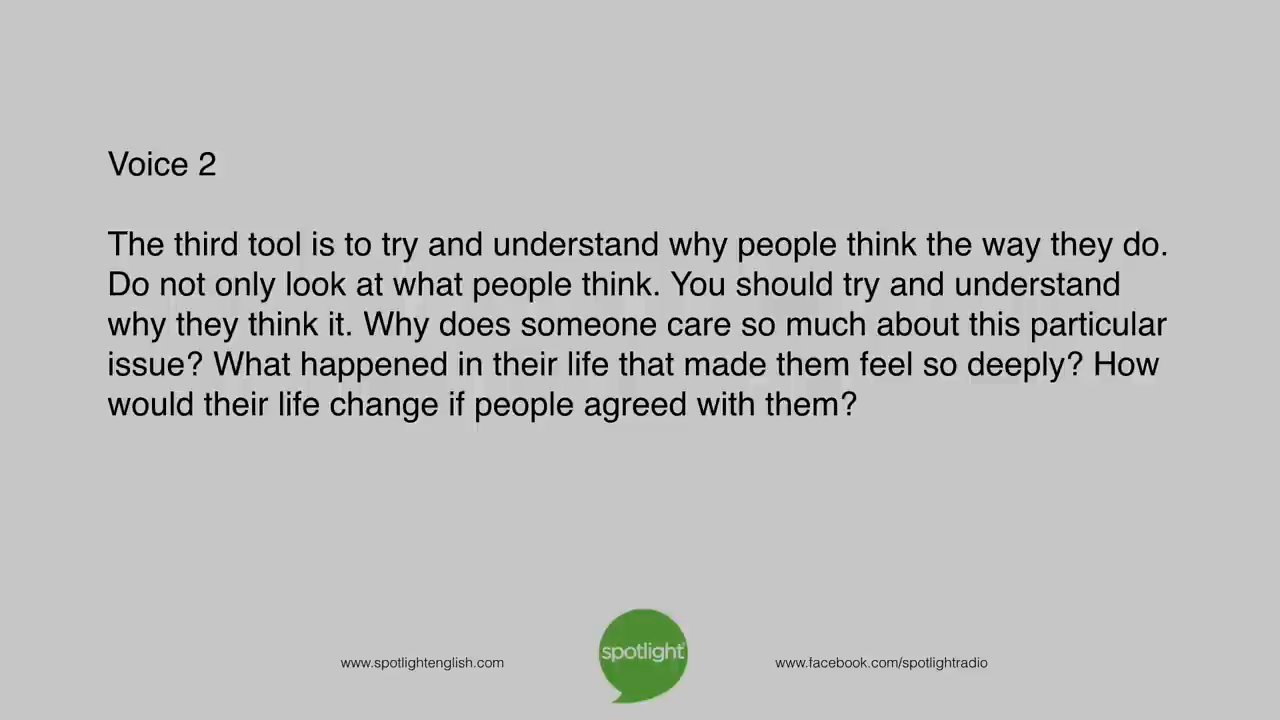 Voice 2
The third tool is to try and understand why people think the way they do.
Do not only look at what people think. You should try and understand
why they think it. Why does someone care so much about this particular
issue? What happened in their life that made them feel so deeply? How
would their life change if people agreed with them?
www.spotlightenglish.com
spotlight
www.facebook.com/spotlightradio